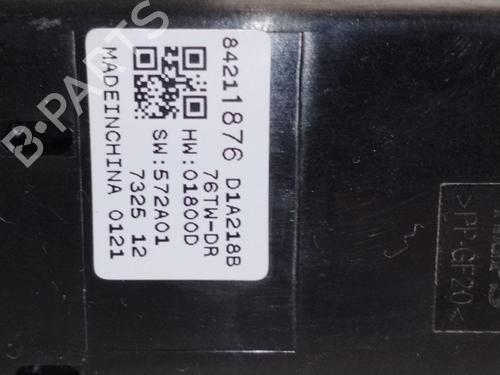 84211876 D1A218B
76TW-DR
HW:01800D
SW:572A01
7325 12
MADEINCHINA 0121
>PP-GF20<
B-PARTS